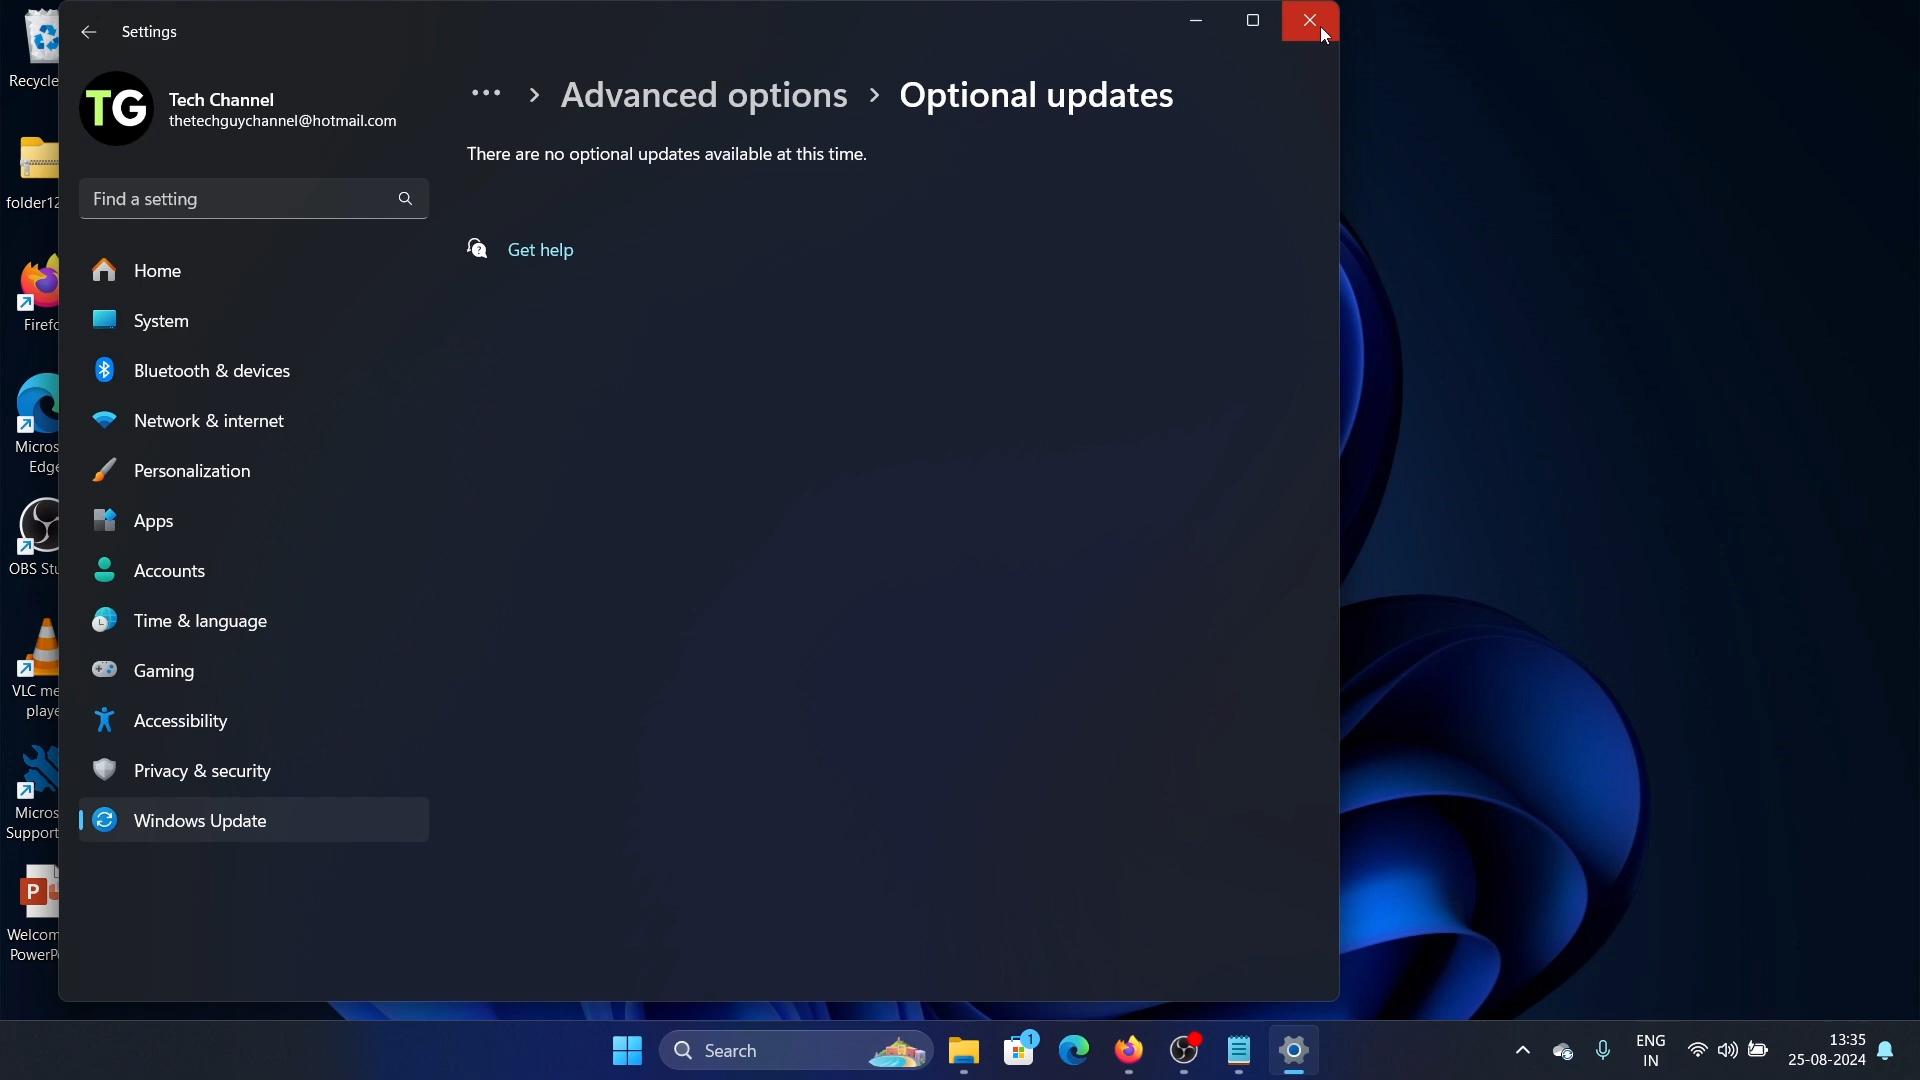 Settings
TG
Tech Channel
thetechguychannel@hotmail.com
Find a setting
Home
System
Bluetooth & devices
Network & internet
Personalization
Apps
Accounts
Time & language
Gaming
Accessibility
Privacy & security
Windows Update
... > Advanced options > Optional updates
There are no optional updates available at this time.
Get help
Recycle
folder12
Firefo
Micros
Edge
OBS Stu
VLC me
playe
Micros
Support
P
Welcom
PowerP
Search
1
ENG
IN
13:35
25-08-2024